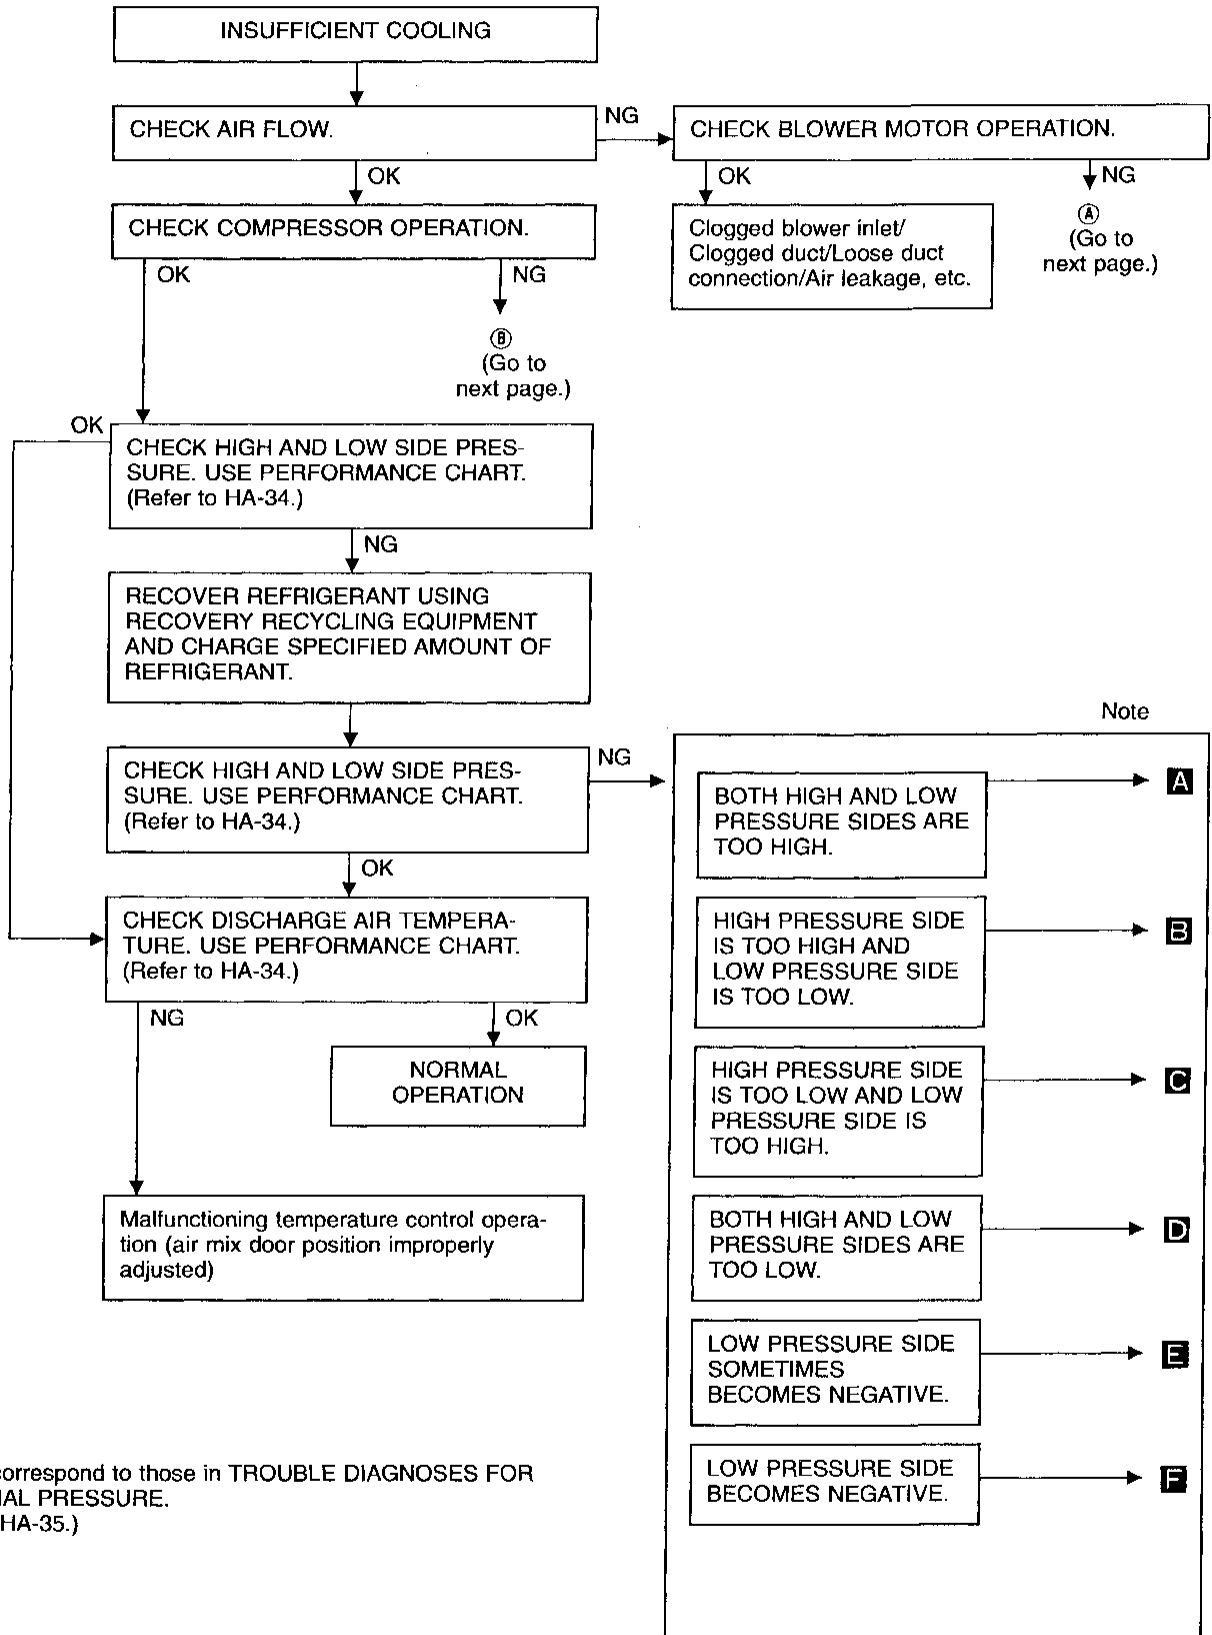 INSUFFICIENT COOLING
CHECK AIR FLOW.
NG
CHECK BLOWER MOTOR OPERATION.
OK
OK
NG
CHECK COMPRESSOR OPERATION.
Clogged blower inlet/
Clogged duct/Loose duct
connection/Air leakage, etc.
Ⓐ
(Go to
next page.)
OK
NG
Ⓑ
(Go to
next page.)
OK
CHECK HIGH AND LOW SIDE PRES-
SURE. USE PERFORMANCE CHART.
(Refer to HA-34.)
NG
RECOVER REFRIGERANT USING
RECOVERY RECYCLING EQUIPMENT
AND CHARGE SPECIFIED AMOUNT OF
REFRIGERANT.
CHECK HIGH AND LOW SIDE PRES-
SURE. USE PERFORMANCE CHART.
(Refer to HA-34.)
NG
OK
CHECK DISCHARGE AIR TEMPERA-
TURE. USE PERFORMANCE CHART.
(Refer to HA-34.)
NG
OK
NORMAL
OPERATION
Malfunctioning temperature control opera-
tion (air mix door position improperly
adjusted)
Note
BOTH HIGH AND LOW
PRESSURE SIDES ARE
TOO HIGH.
A
HIGH PRESSURE SIDE
IS TOO HIGH AND
LOW PRESSURE SIDE
IS TOO LOW.
B
HIGH PRESSURE SIDE
IS TOO LOW AND LOW
PRESSURE SIDE IS
TOO HIGH.
C
BOTH HIGH AND LOW
PRESSURE SIDES ARE
TOO LOW.
D
LOW PRESSURE SIDE
SOMETIMES
BECOMES NEGATIVE.
E
LOW PRESSURE SIDE
BECOMES NEGATIVE.
F
correspond to those in TROUBLE DIAGNOSES FOR
PRESSURE.
HA-35.)